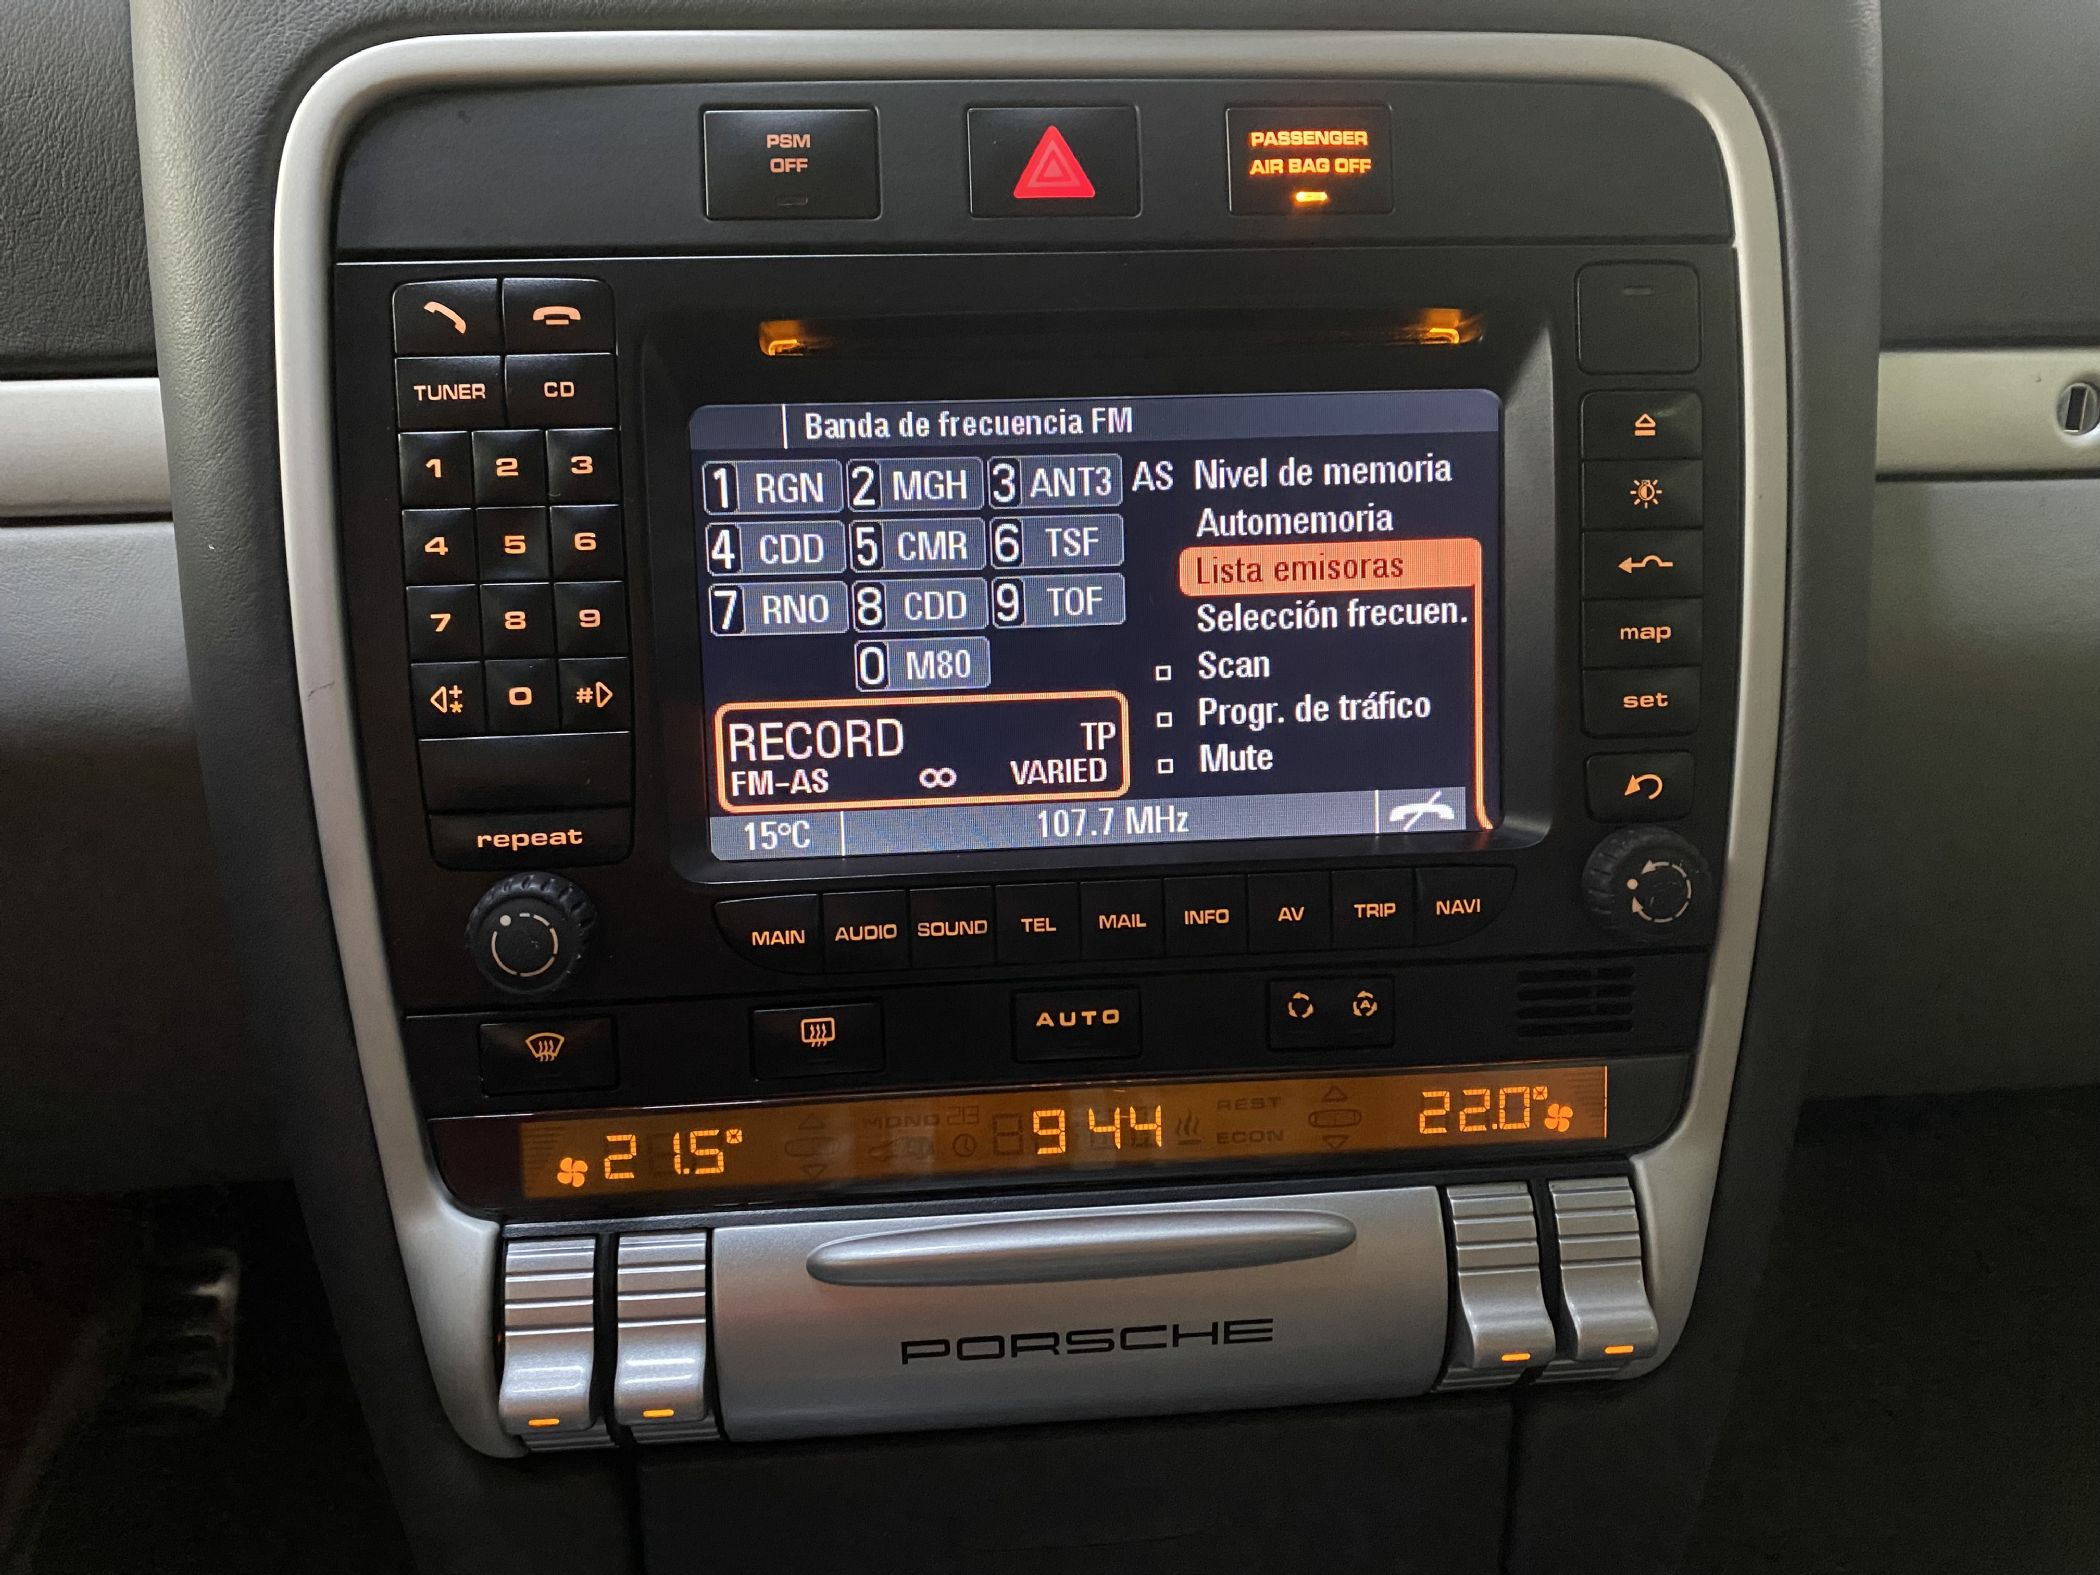 PSM
OFF
PASSENGER
AIR BAG OFF
TUNER
CD
1
2
3
4
5
6
7
8
9
+
*
0
#
repeat
Banda de frecuencia FM
1 RGN
2 MGH
3 ANT3
AS
4 CDD
5 CMR
6 TSF
7 RNO
8 CDD
9 TOF
0 M80
RECORD
TP
FM-AS
VARIED
Nivel de memoria
Automemoria
Lista emisoras
Selección frecuen.
Scan
Progr. de tráfico
Mute
15°C
107.7 MHz
map
set
MAIN
AUDIO
SOUND
TEL
MAIL
INFO
AV
TRIP
NAVI
AUTO
A
21.5°
MONO
9 44
REST
ECON
22.0°
PORSCHE